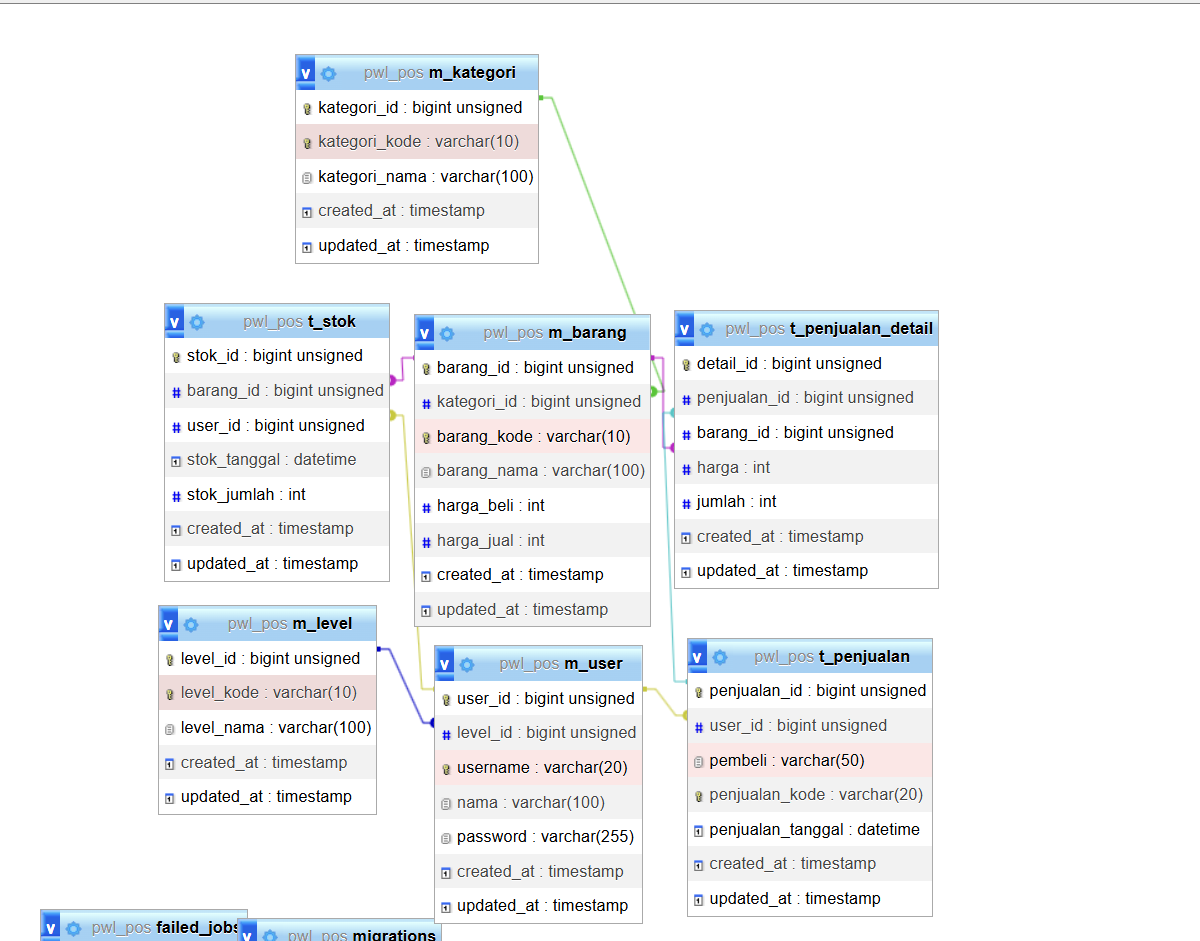 pwl_pos m_kategori
kategori_id : bigint unsigned
kategori_kode : varchar(10)
kategori_nama : varchar(100)
created_at : timestamp
updated_at : timestamp
v pwl_pos t_stok
stok_id : bigint unsigned
# barang_id : bigint unsigned
# user_id : bigint unsigned
stok_tanggal : datetime
# stok_jumlah : int
created_at : timestamp
updated_at : timestamp
v pwl_pos m_barang
barang_id : bigint unsigned
# kategori_id : bigint unsigned
barang_kode : varchar(10)
barang_nama : varchar(100)
# harga_beli : int
# harga_jual : int
created_at : timestamp
updated_at : timestamp
v pwl_pos t_penjualan_detail
detail_id : bigint unsigned
# penjualan_id : bigint unsigned
# barang_id : bigint unsigned
# harga : int
# jumlah : int
created_at : timestamp
updated_at : timestamp
v pwl_pos m_level
level_id : bigint unsigned
level_kode : varchar(10)
level_nama : varchar(100)
created_at : timestamp
updated_at : timestamp
v pwl_pos m_user
user_id : bigint unsigned
# level_id : bigint unsigned
username : varchar(20)
nama : varchar(100)
password : varchar(255)
created_at : timestamp
updated_at : timestamp
v pwl_pos t_penjualan
penjualan_id : bigint unsigned
# user_id : bigint unsigned
pembeli : varchar(50)
penjualan_kode : varchar(20)
penjualan_tanggal : datetime
created_at : timestamp
updated_at : timestamp
v pwl_pos failed_jobs
v pwl_pos migrations